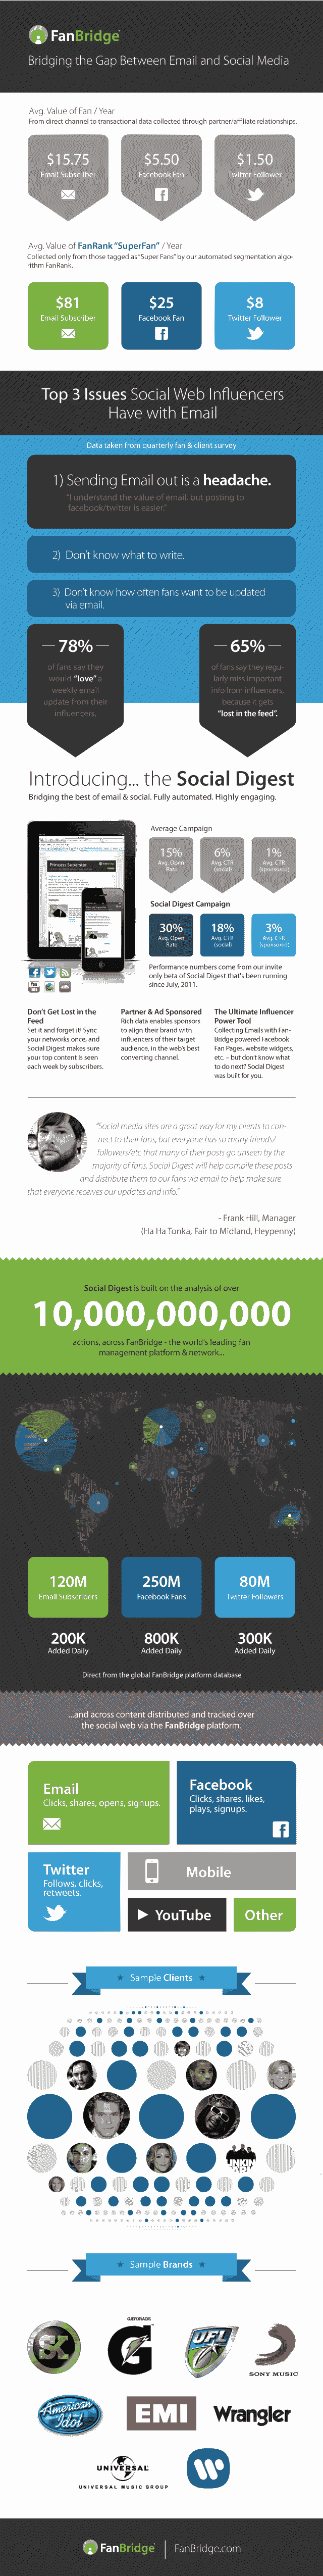 FanBridge
Bridging the Gap Between Email and Social Media
Avg. Value of Fan / Year
From direct channel to transactional data collected through partner/affiliate relationships.
$15.75
Email Subscriber
$5.50
Facebook Fan
$1.50
Twitter Follower
Avg. Value of FanRank "SuperFan" / Year
Collected only from those tagged as "Super Fans" by our automated segmentation algo-
rithm FanRank.
$81
Email Subscriber
$25
Facebook Fan
$8
Twitter Follower
Top 3 Issues Social Web Influencers
Have with Email
Data taken from quarterly fan & client survey
1) Sending Email out is a headache.
"I understand the value of email, but posting to
facebook/twitter is easier."
2) Don't know what to write.
3) Don't know how often fans want to be updated
via email.
78%
of fans say they
would "love" a
weekly email
update from their
influencers.
65%
of fans say they regu-
larly miss important
info from influencers,
because it gets
"lost in the feed".
Introducing... the Social Digest
Bridging the best of email & social. Fully automated. Highly engaging.
Princess Superstar
Average Campaign
15%
Avg. Open
Rate
6%
Avg. CTR
(social)
1%
Avg. CTR
(sponsored)
Social Digest Campaign
30%
Avg. Open
Rate
18%
Avg. CTR
(social)
3%
Avg. CTR
(sponsored)
Performance numbers come from our invite
only beta of Social Digest that's been running
since July, 2011.
Don't Get Lost in the
Feed
Set it and forget it! Sync
your networks once, and
Social Digest makes sure
your top content is seen
each week by subscribers.
Partner & Ad Sponsored
Rich data enables sponsors
to align their brand with
influencers of their target
audience, in the web's best
converting channel.
The Ultimate Influencer
Power Tool
Collecting Emails with Fan-
Bridge powered Facebook
Fan Pages, website widgets,
etc. – but don't know what
to do next? Social Digest
was built for you.
"Social media sites are a great way for my clients to con-
nect to their fans, but everyone has so many friends/
followers/etc that many of their posts go unseen by the
majority of fans. Social Digest will help compile these posts
and distribute them to our fans via email to help make sure
that everyone receives our updates and info."
- Frank Hill, Manager
(Ha Ha Tonka, Fair to Midland, Heypenny)
Social Digest is built on the analysis of over
10,000,000,000
actions, across FanBridge - the world's leading fan
management platform & network...
120M
Email Subscribers
250M
Facebook Fans
80M
Twitter Followers
200K
Added Daily
800K
Added Daily
300K
Added Daily
Direct from the global FanBridge platform database
...and across content distributed and tracked over
the social web via the FanBridge platform.
Email
Clicks, shares, opens, signups.
Facebook
Clicks, shares, likes,
plays, signups.
Twitter
Follows, clicks,
retweets.
Mobile
YouTube
Other
Sample Clients
LINKIN
PARK
Sample Brands
SK
GATORADE
G
UFL
SONY MUSIC
American
Idol
EMI
Wrangler
UNIVERSAL
UNIVERSAL MUSIC GROUP
FanBridge
FanBridge.com